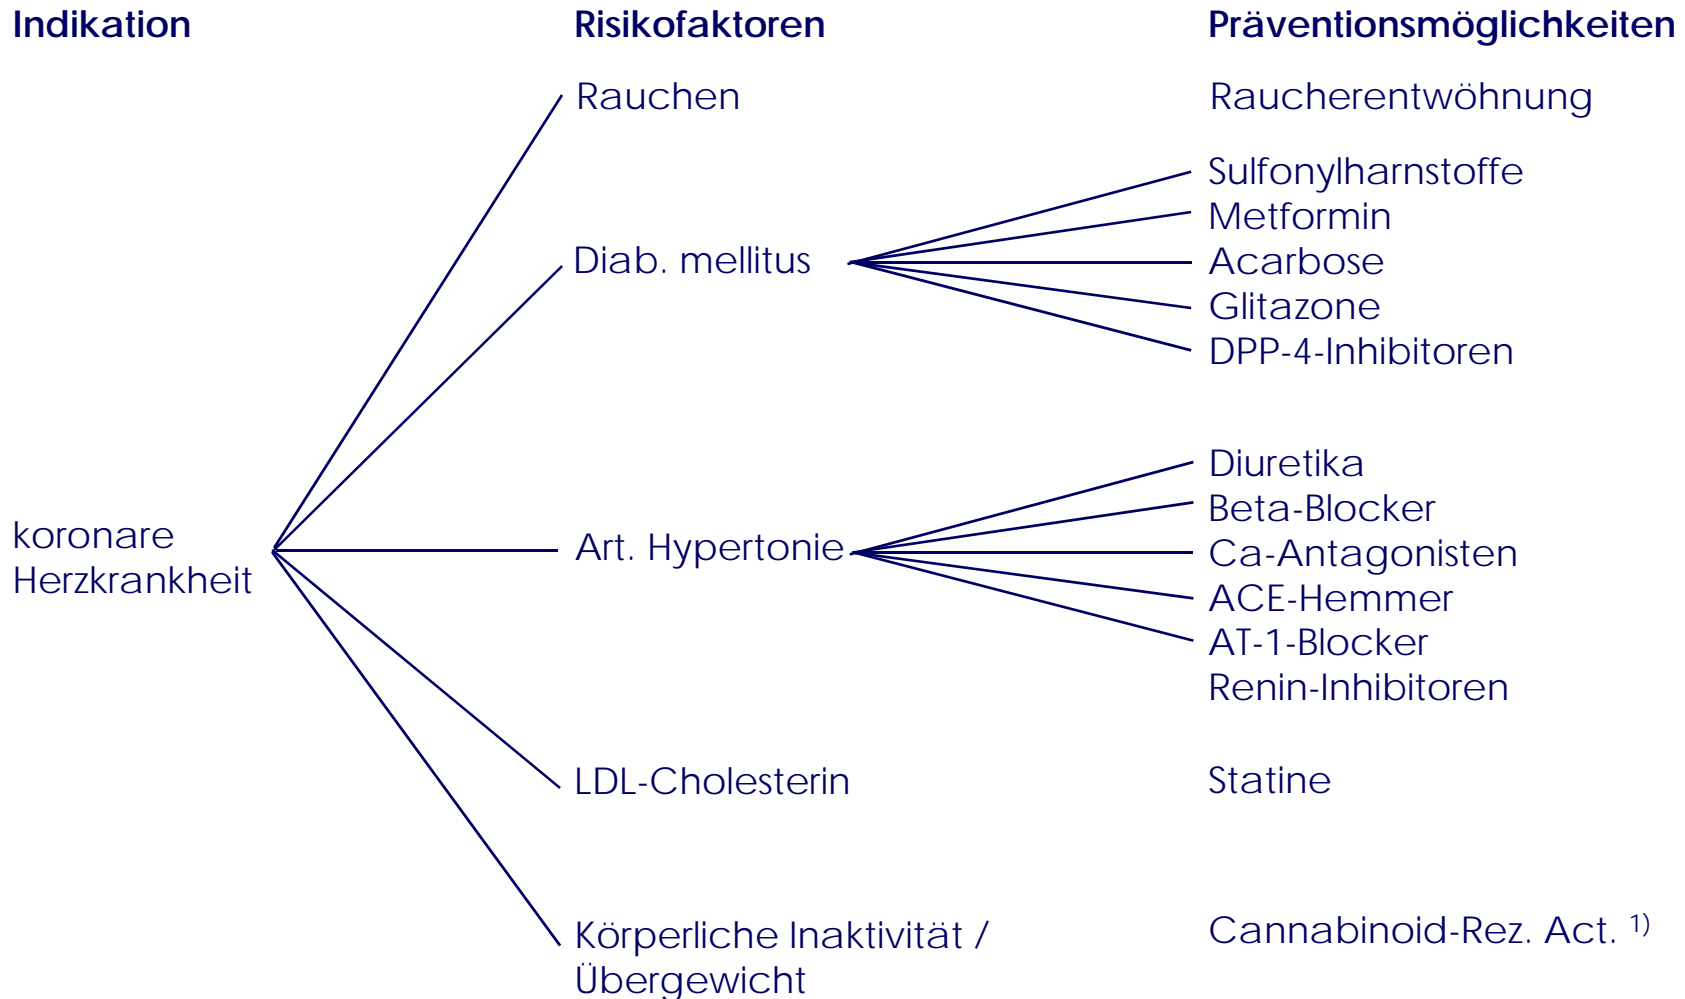 Indikation
Risikofaktoren
Präventionsmöglichkeiten
Rauchen
Raucherentwöhnung
Sulfonylharnstoffe
Metformin
Diab. mellitus
Acarbose
Glitazone
DPP-4-Inhibitoren
Diuretika
Beta-Blocker
koronare
Herzkrankheit
Art. Hypertonie
Ca-Antagonisten
ACE-Hemmer
AT-1-Blocker
Renin-Inhibitoren
LDL-Cholesterin
Statine
Körperliche Inaktivität /
Übergewicht
Cannabinoid-Rez. Act. 1)